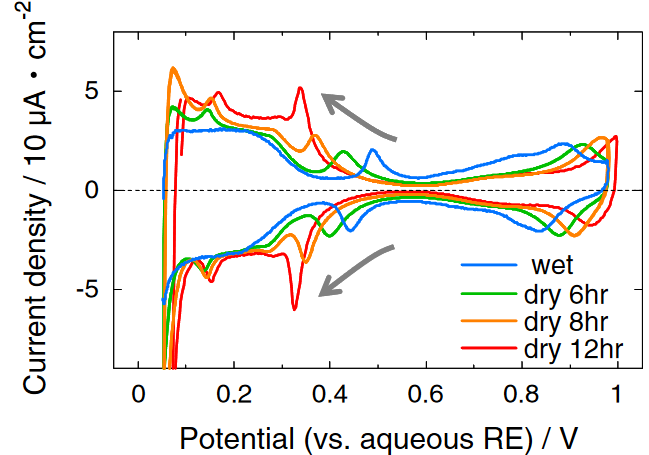 Current density / 10 μA • cm⁻²
5
0
-5
wet
dry 6hr
dry 8hr
dry 12hr
0 0.2 0.4 0.6 0.8 1
Potential (vs. aqueous RE) / V